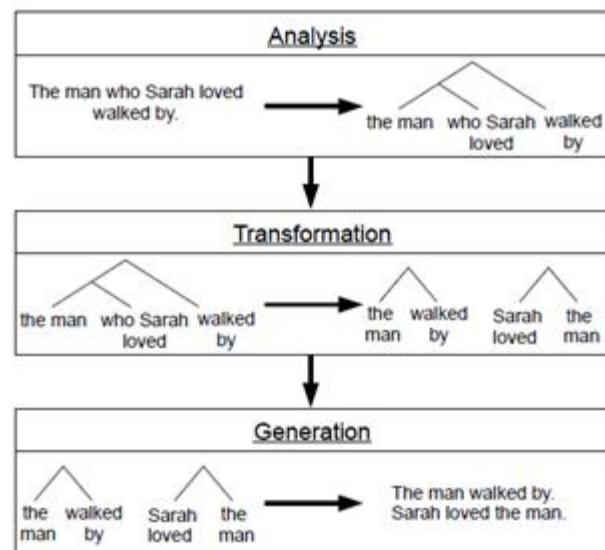 Analysis
The man who Sarah loved
walked by.
the man who Sarah walked
loved by
Transformation
the man who Sarah walked
loved by
the walked Sarah the
man by loved man
Generation
the walked Sarah the
man by loved man
The man walked by.
Sarah loved the man.